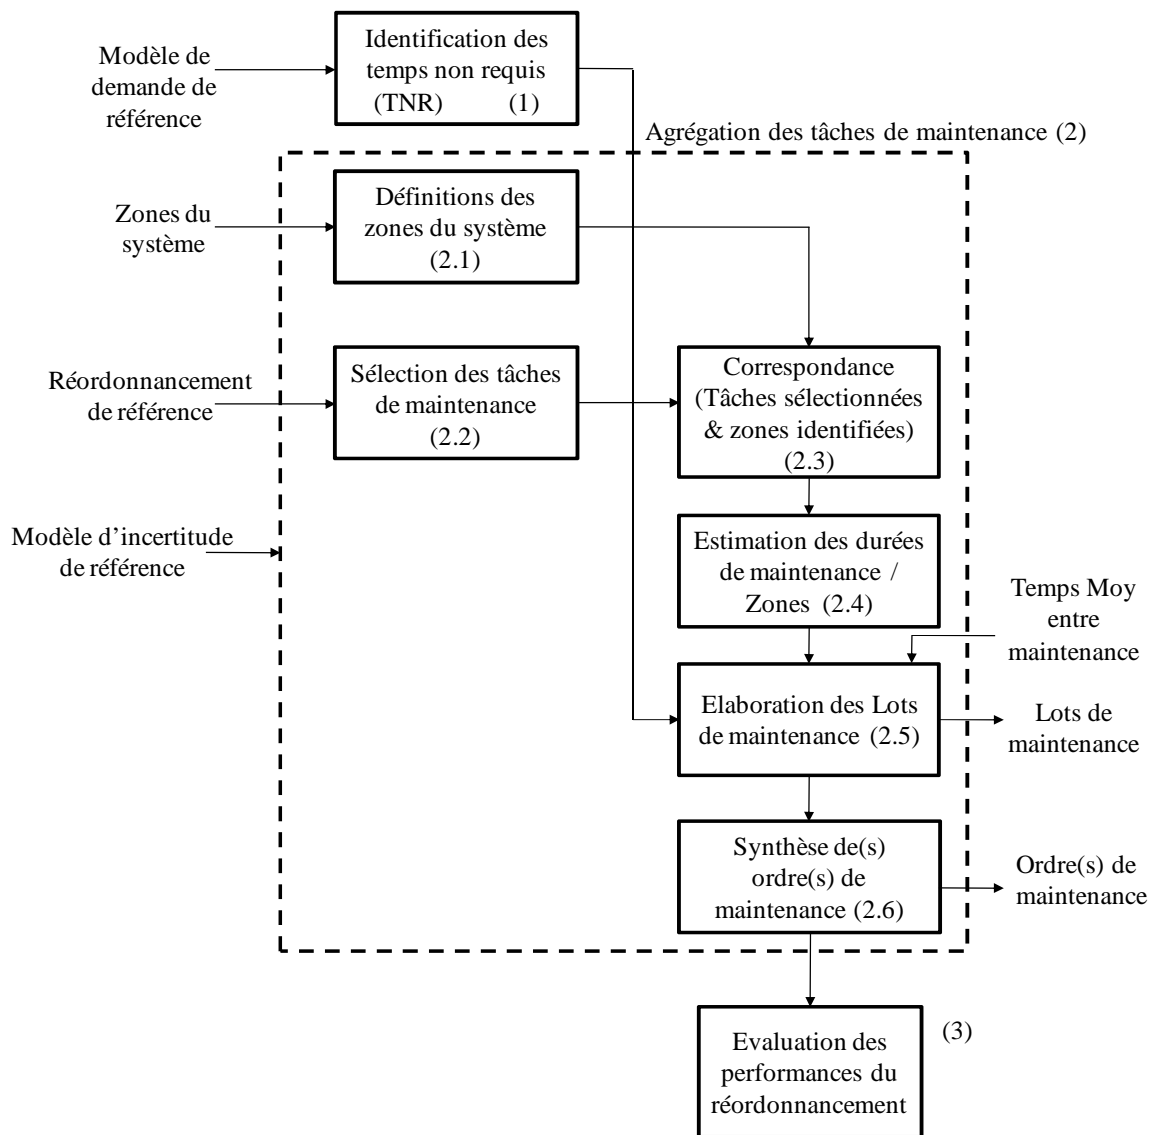 Modèle de
demande de
référence
Identification des
temps non requis
(TNR) (1)
Agrégation des tâches de maintenance (2)
Zones du
système
Définitions des
zones du système
(2.1)
Réordonnancement
de référence
Sélection des tâches
de maintenance
(2.2)
Correspondance
(Tâches sélectionnées
& zones identifiées)
(2.3)
Modèle d’incertitude
de référence
Estimation des durées
de maintenance /
Zones (2.4)
Temps Moy
entre
maintenance
Elaboration des Lots
de maintenance (2.5)
Lots de
maintenance
Synthèse de(s)
ordre(s) de
maintenance (2.6)
Ordre(s) de
maintenance
Evaluation des
performances du
réordonnancement
(3)